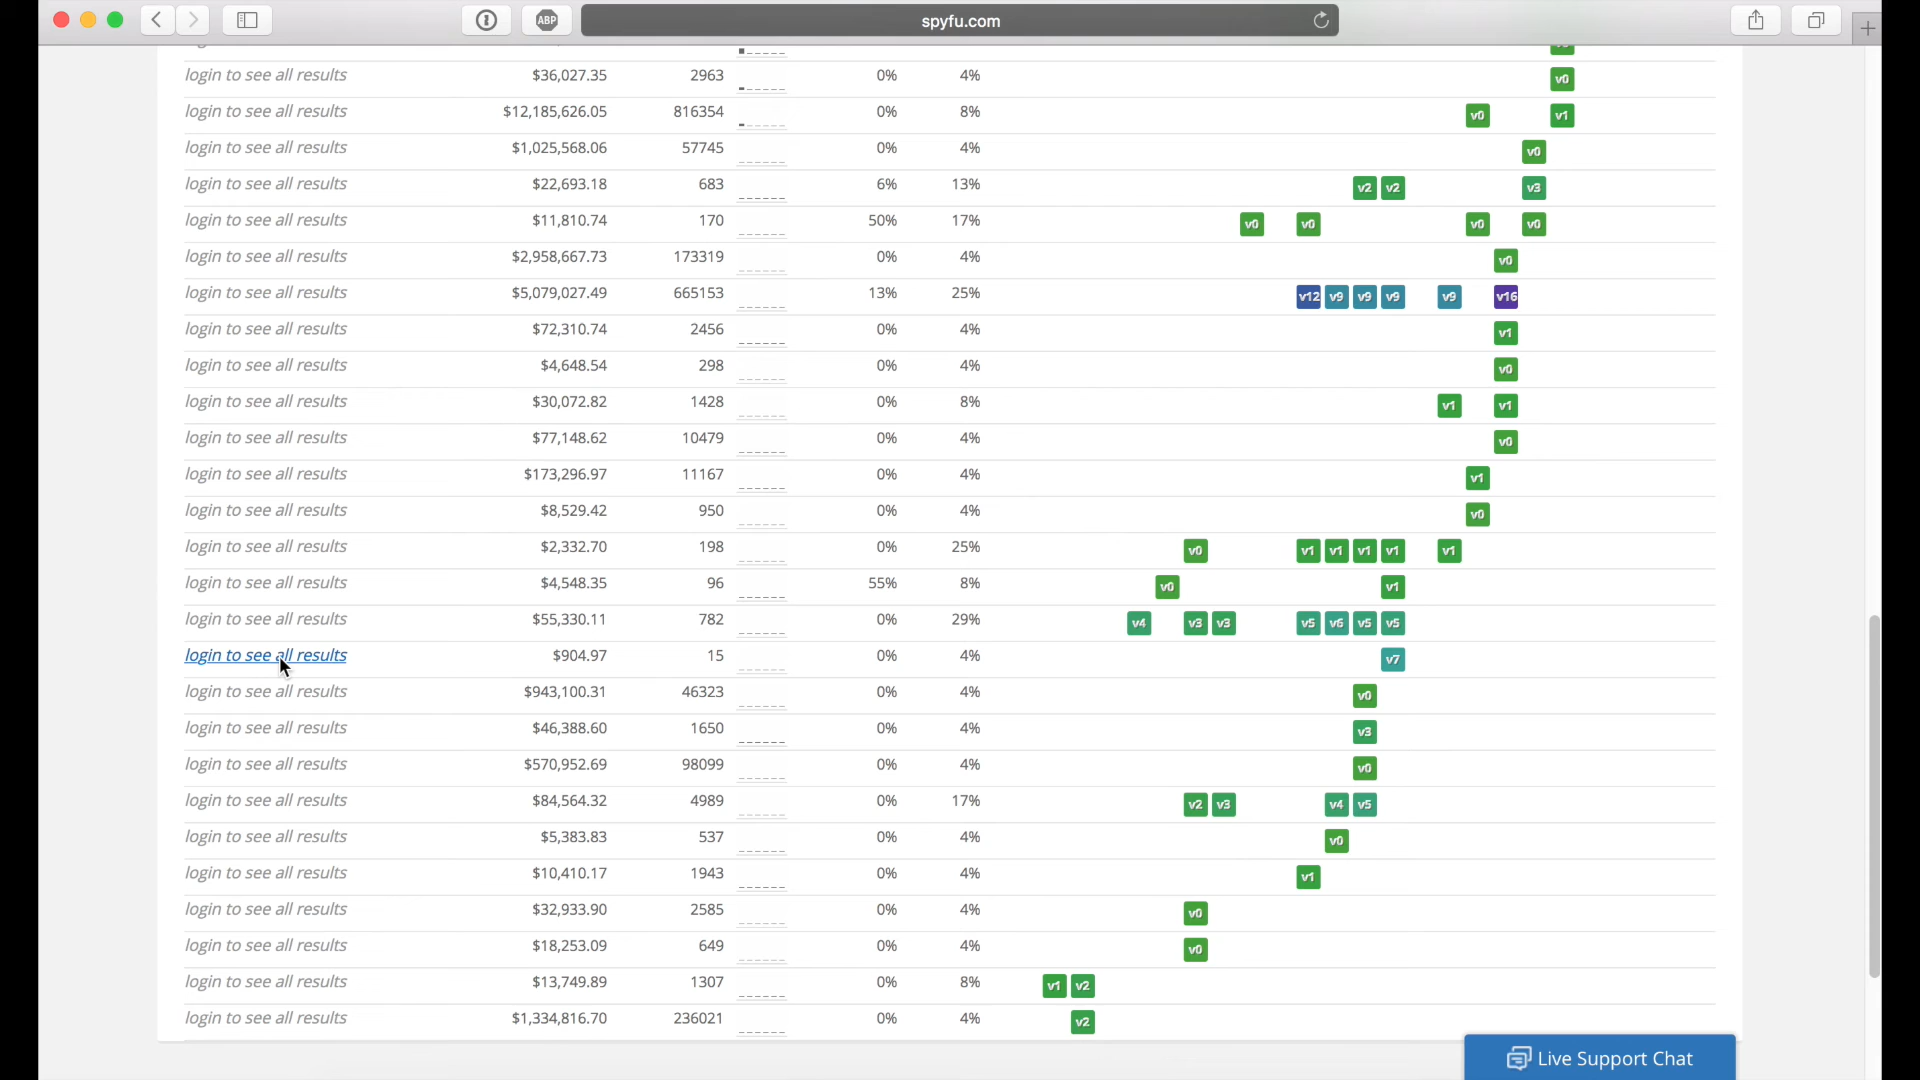 ABP
spyfu.com
login to see all results $36,027.35 2963 0% 4% v0
login to see all results $12,185,626.05 816354 0% 8% v0 v1
login to see all results $1,025,568.06 57745 0% 4% v0
login to see all results $22,693.18 683 6% 13% v2 v2 v3
login to see all results $11,810.74 170 50% 17% v0 v0 v0 v0
login to see all results $2,958,667.73 173319 0% 4% v0
login to see all results $5,079,027.49 665153 13% 25% v12 v9 v9 v9 v9 v16
login to see all results $72,310.74 2456 0% 4% v1
login to see all results $4,648.54 298 0% 4% v0
login to see all results $30,072.82 1428 0% 8% v1 v1
login to see all results $77,148.62 10479 0% 4% v0
login to see all results $173,296.97 11167 0% 4% v1
login to see all results $8,529.42 950 0% 4% v0
login to see all results $2,332.70 198 0% 25% v0 v1 v1 v1 v1 v1
login to see all results $4,548.35 96 55% 8% v0 v1
login to see all results $55,330.11 782 0% 29% v4 v3 v3 v5 v6 v5 v5
login to see all results $904.97 15 0% 4% v7
login to see all results $943,100.31 46323 0% 4% v0
login to see all results $46,388.60 1650 0% 4% v3
login to see all results $570,952.69 98099 0% 4% v0
login to see all results $84,564.32 4989 0% 17% v2 v3 v4 v5
login to see all results $5,383.83 537 0% 4% v0
login to see all results $10,410.17 1943 0% 4% v1
login to see all results $32,933.90 2585 0% 4% v0
login to see all results $18,253.09 649 0% 4% v0
login to see all results $13,749.89 1307 0% 8% v1 v2
login to see all results $1,334,816.70 236021 0% 4% v2
Live Support Chat